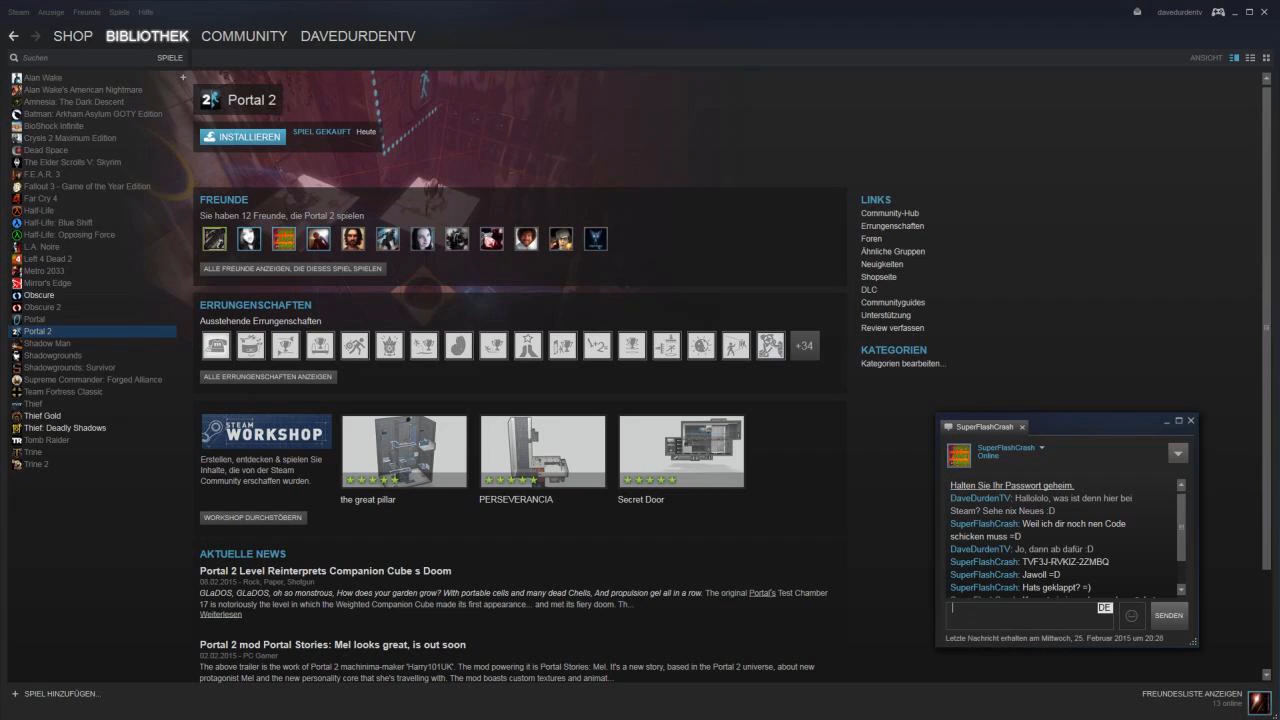 Steam Anzeige Freunde Spiele Hilfe
davedurdentv
SHOP BIBLIOTHEK COMMUNITY DAVEDURDENTV
Suchen SPIELE
ANSICHT
Alan Wake
Alan Wake's American Nightmare
Amnesia: The Dark Descent
Batman: Arkham Asylum GOTY Edition
BioShock Infinite
Crysis 2 Maximum Edition
Dead Space
The Elder Scrolls V: Skyrim
F.E.A.R. 3
Fallout 3 - Game of the Year Edition
Far Cry 4
Half-Life
Half-Life: Blue Shift
Half-Life: Opposing Force
L.A. Noire
Left 4 Dead 2
Metro 2033
Mirror's Edge
Obscure
Obscure 2
Portal
Portal 2
Shadow Man
Shadowgrounds
Shadowgrounds: Survivor
Supreme Commander: Forged Alliance
Team Fortress Classic
Thief
Thief Gold
Thief: Deadly Shadows
Tomb Raider
Trine
Trine 2
Portal 2
INSTALLIEREN SPIEL GEKAUFT Heute
FREUNDE
Sie haben 12 Freunde, die Portal 2 spielen
ALLE FREUNDE ANZEIGEN, DIE DIESES SPIEL SPIELEN
ERRUNGENSCHAFTEN
Ausstehende Errungenschaften
+34
ALLE ERRUNGENSCHAFTEN ANZEIGEN
STEAM
WORKSHOP
Erstellen, entdecken & spielen Sie
Inhalte, die von der Steam
Community erschaffen wurden.
WORKSHOP DURCHSTÖBERN
the great pillar
PERSEVERANCIA
Secret Door
AKTUELLE NEWS
Portal 2 Level Reinterprets Companion Cube s Doom
08.02.2015 - Rock, Paper, Shotgun
GLaDOS, GLaDOS, oh so monstrous, How does your garden grow? With portable cells and many dead Chells, And propulsion gel all in a row. The original Portal's Test Chamber
17 is notoriously the level in which the Weighted Companion Cube made its first appearance... and met its fiery doom. Th...
Weiterlesen
Portal 2 mod Portal Stories: Mel looks great, is out soon
02.02.2015 - PC Gamer
The above trailer is the work of Portal 2 machinima-maker 'Harry101UK'. The mod powering it is Portal Stories: Mel. It's a new story, based in the Portal 2 universe, about new
protagonist Mel and the new personality core that she's travelling with. The mod boasts custom textures and animat...
LINKS
Community-Hub
Errungenschaften
Foren
Ähnliche Gruppen
Neuigkeiten
Shopseite
DLC
Communityguides
Unterstützung
Review verfassen
KATEGORIEN
Kategorien bearbeiten...
SuperFlashCrash
SuperFlashCrash
Online
Halten Sie Ihr Passwort geheim.
DaveDurdenTV: Hallololo, was ist denn hier bei
Steam? Sehe nix Neues :D
SuperFlashCrash: Weil ich dir noch nen Code
schicken muss =D
DaveDurdenTV: Jo, dann ab dafür :D
SuperFlashCrash: TVF3J-RVKIZ-2ZMBQ
SuperFlashCrash: Jawoll =D
SuperFlashCrash: Hats geklappt? =)
DE
SENDEN
Letzte Nachricht erhalten am Mittwoch, 25. Februar 2015 um 20:28
SPIEL HINZUFÜGEN...
FREUNDESLISTE ANZEIGEN
13 online